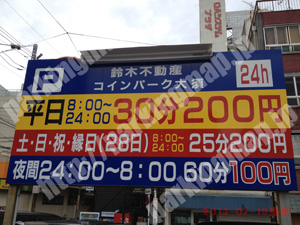 P
鈴木不動産
コインパーク大須
24h
平日 8:00〜24:00 30分200円
土・日・祝・縁日(28日) 8:00〜24:00 25分200円
夜間24:00〜8:00 60分100円